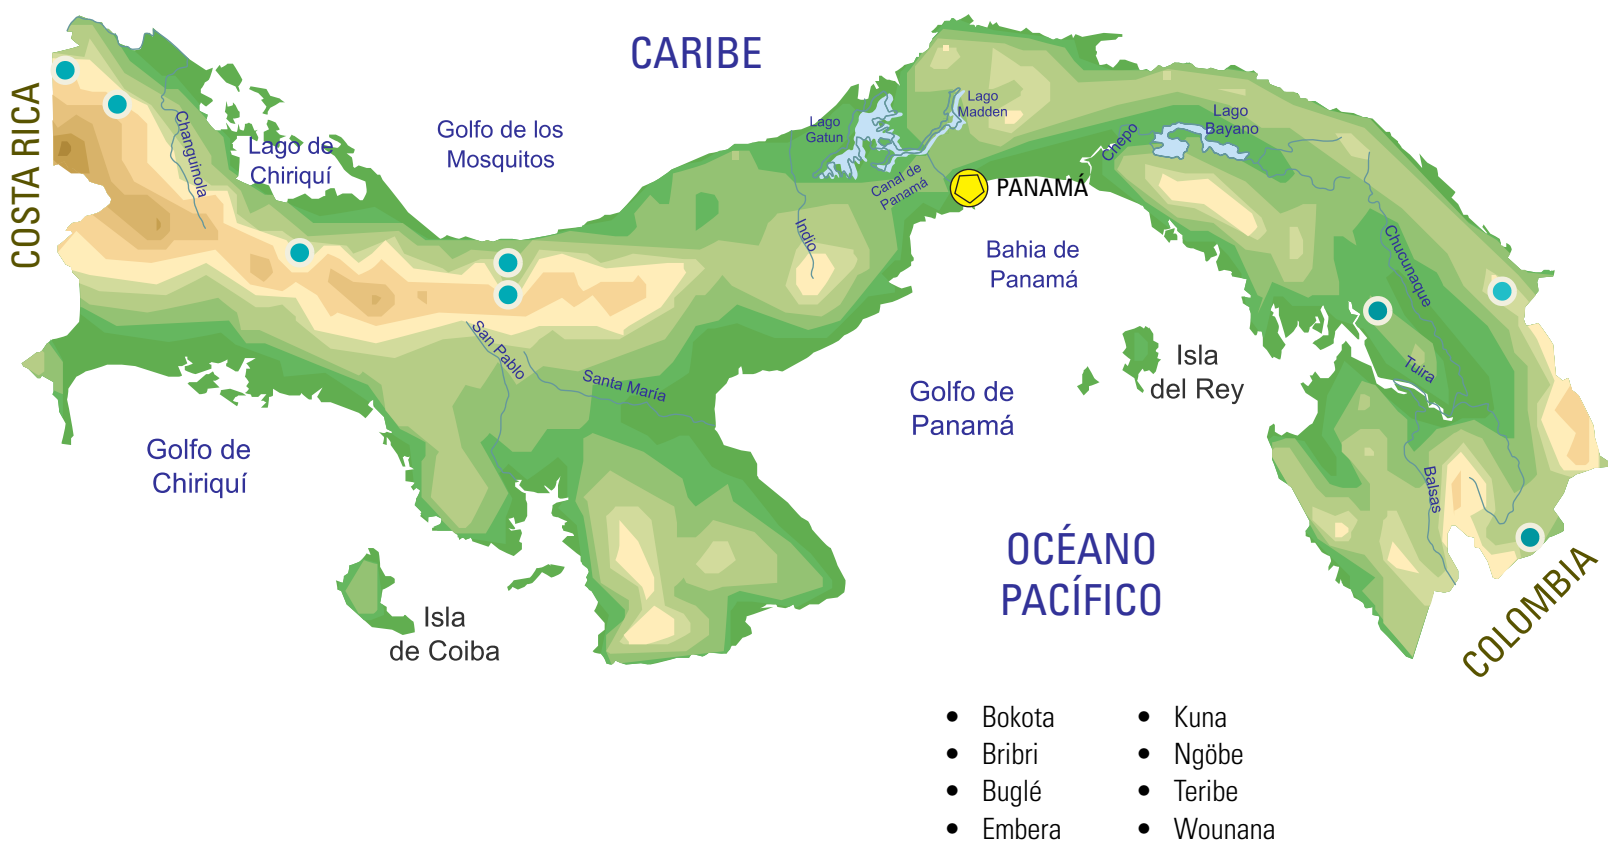 CARIBE
COSTA RICA
Changuinola
Lago de
Chiriquí
Golfo de los
Mosquitos
Lago
Gatun
Lago
Madden
Canal de
Panamá
Indio
PANAMÁ
Chepo
Lago
Bayano
Bahia de
Panamá
Chucunaque
San Pablo
Santa María
Isla
del Rey
Tuira
Golfo de
Panamá
Golfo de
Chiriquí
Balsas
OCÉANO
PACÍFICO
COLOMBIA
Isla
de Coiba
• Bokota
• Bribri
• Buglé
• Embera
• Kuna
• Ngöbe
• Teribe
• Wounana